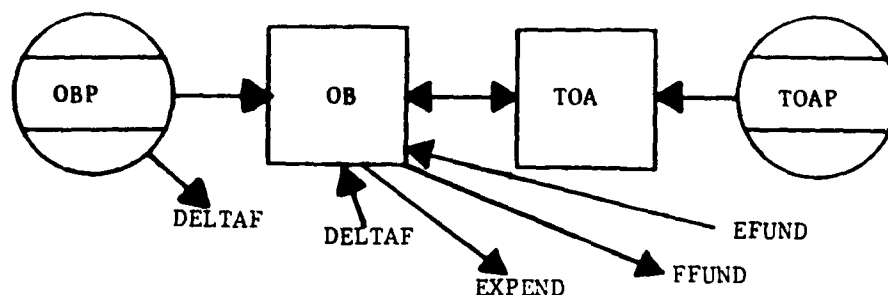 OBP
OB
TOA
TOAP
DELTAF
DELTAF
EFUND
EXPEND
FFUND